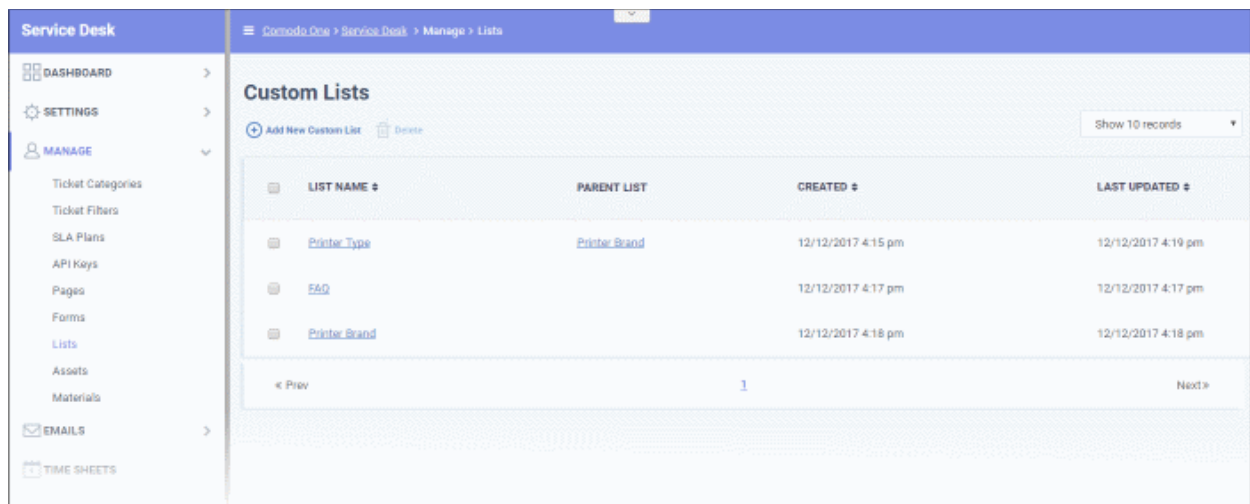 Service Desk
≡ Comodo One > Service Desk > Manage > Lists
DASHBOARD >
SETTINGS >
MANAGE
Ticket Categories
Ticket Filters
SLA Plans
API Keys
Pages
Forms
Lists
Assets
Materials
EMAILS >
TIME SHEETS
Custom Lists
Add New Custom List Delete
Show 10 records
LIST NAME PARENT LIST CREATED LAST UPDATED
Printer Type Printer Brand 12/12/2017 4:15 pm 12/12/2017 4:19 pm
FAQ 12/12/2017 4:17 pm 12/12/2017 4:17 pm
Printer Brand 12/12/2017 4:18 pm 12/12/2017 4:18 pm
« Prev 1 Next »